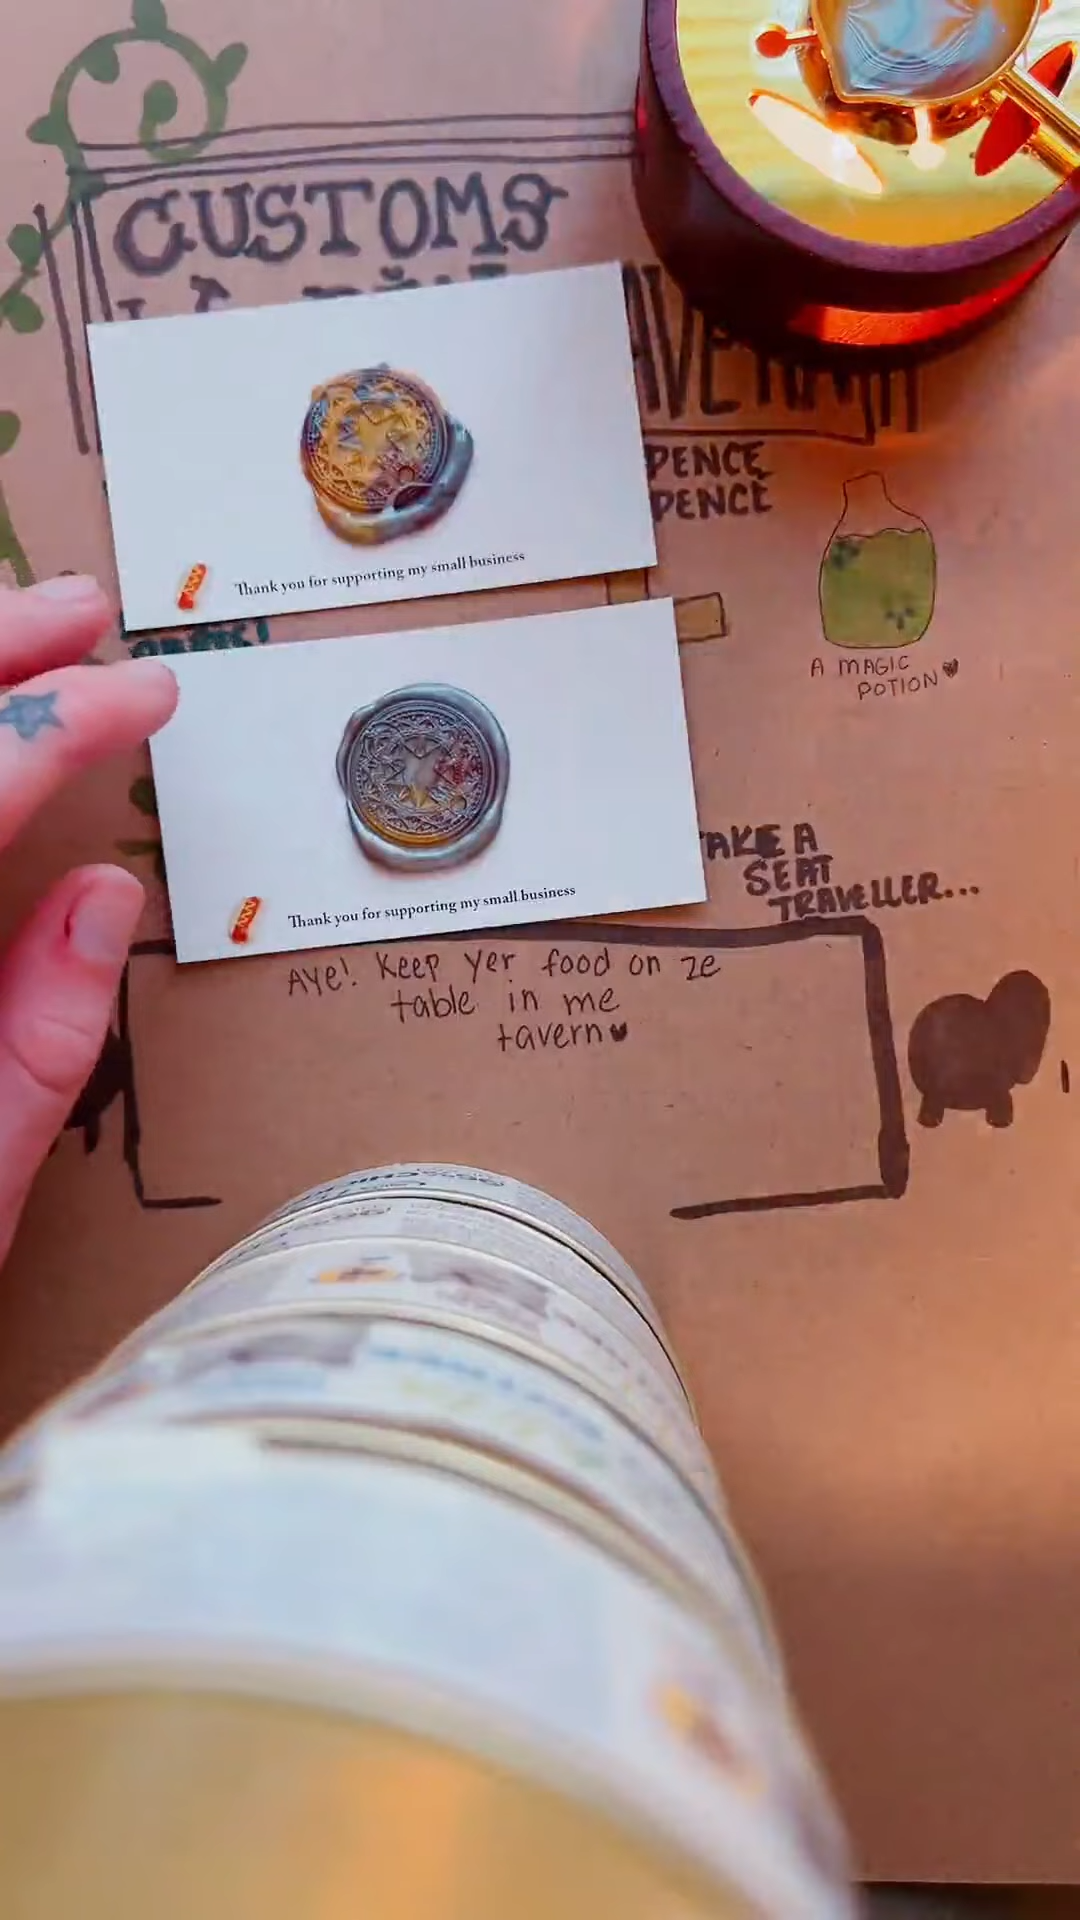 CUSTOMS
PENCE
PENCE
Thank you for supporting my small business
A MAGIC
POTION
Thank you for supporting my small business
TAKE A
SEAT
TRAVELLER...
AYE! Keep yer food on ze
table in me
tavern